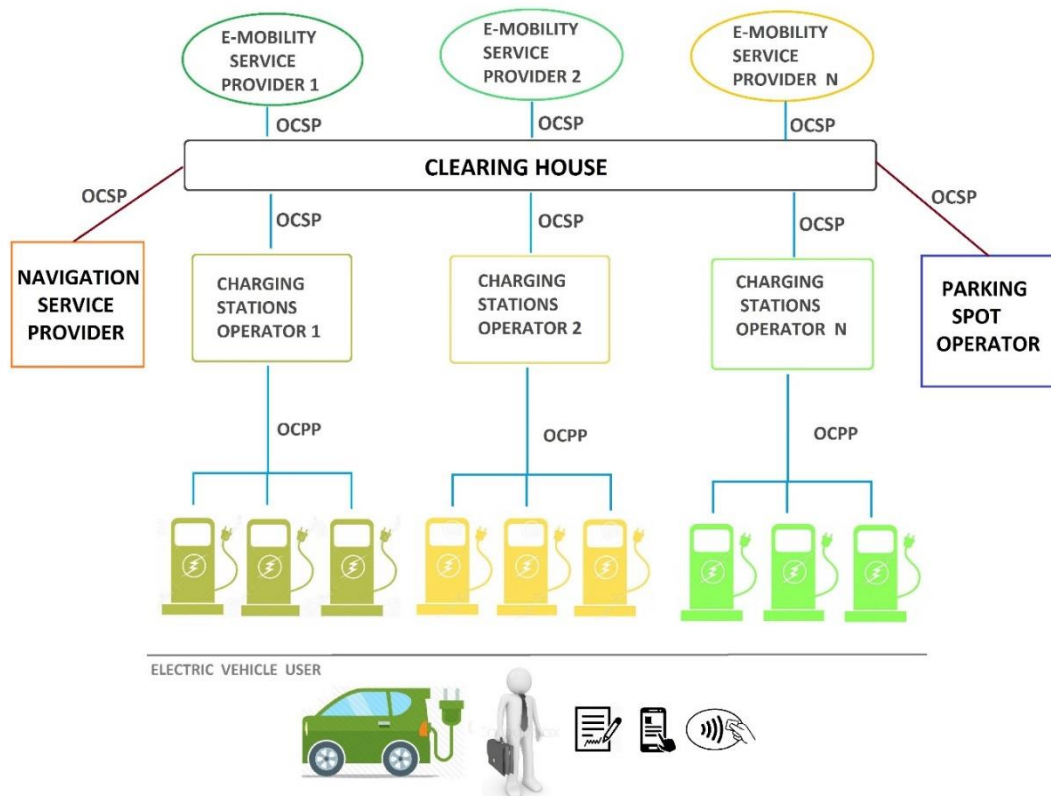 E-MOBILITY
SERVICE
PROVIDER 1
E-MOBILITY
SERVICE
PROVIDER 2
E-MOBILITY
SERVICE
PROVIDER N
OCSP
OCSP
OCSP
CLEARING HOUSE
OCSP
OCSP
OCSP
OCSP
OCSP
NAVIGATION
SERVICE
PROVIDER
CHARGING
STATIONS
OPERATOR 1
CHARGING
STATIONS
OPERATOR 2
CHARGING
STATIONS
OPERATOR N
PARKING
SPOT
OPERATOR
OCPP
OCPP
OCPP
ELECTRIC VEHICLE USER